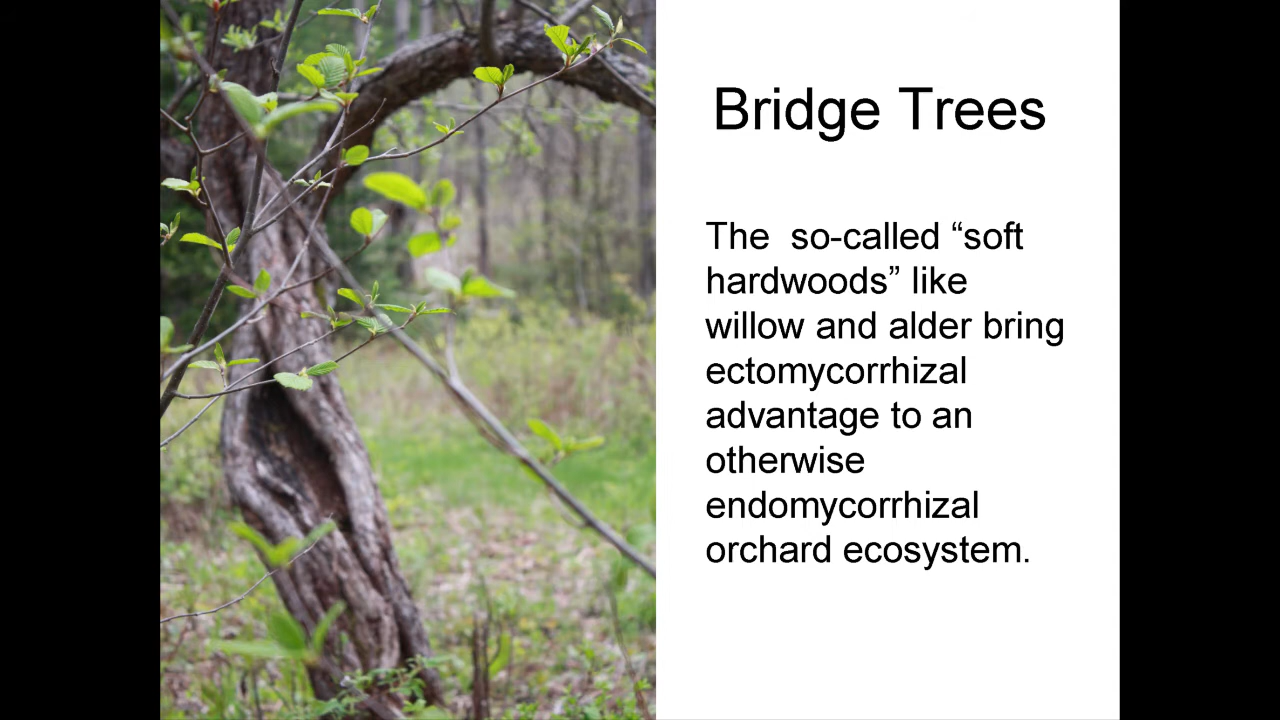 Bridge Trees
The  so-called “soft
hardwoods” like
willow and alder bring
ectomycorrhizal
advantage to an
otherwise
endomycorrhizal
orchard ecosystem.